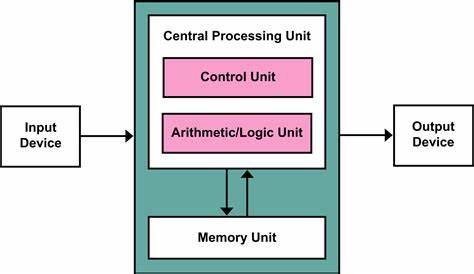 Central Processing Unit
Control Unit
Arithmetic/Logic Unit
Input
Device
Output
Device
Memory Unit